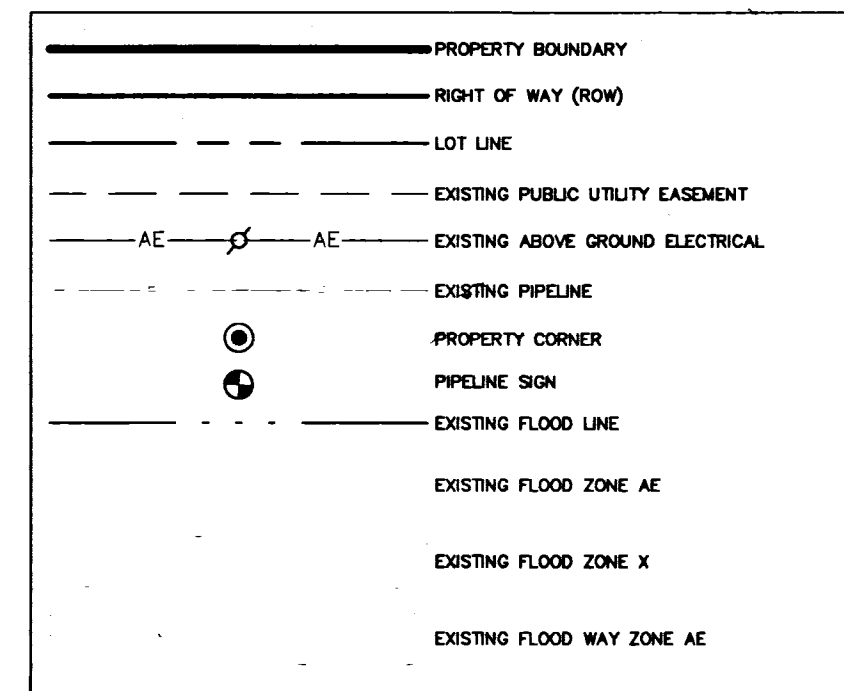 PROPERTY BOUNDARY
RIGHT OF WAY (ROW)
LOT LINE
EXISTING PUBLIC UTILITY EASEMENT
AE AE EXISTING ABOVE GROUND ELECTRICAL
EXISTING PIPELINE
PROPERTY CORNER
PIPELINE SIGN
EXISTING FLOOD LINE
EXISTING FLOOD ZONE AE
EXISTING FLOOD ZONE X
EXISTING FLOOD WAY ZONE AE